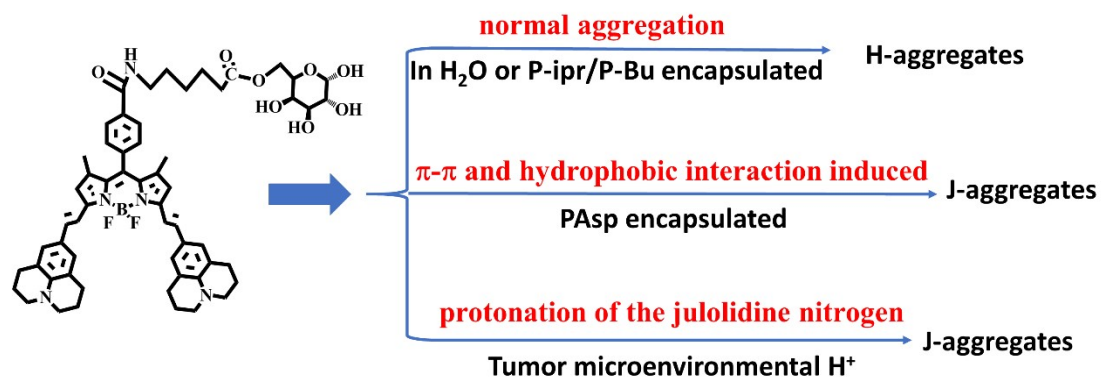 normal aggregation
In H₂O or P-ipr/P-Bu encapsulated
H-aggregates
π-π and hydrophobic interaction induced
PAsp encapsulated
J-aggregates
protonation of the julolidine nitrogen
Tumor microenvironmental H⁺
J-aggregates
H
N
O
O
C
O
O
OH
HO
OH
HO
N
B
N
F
F
N
N